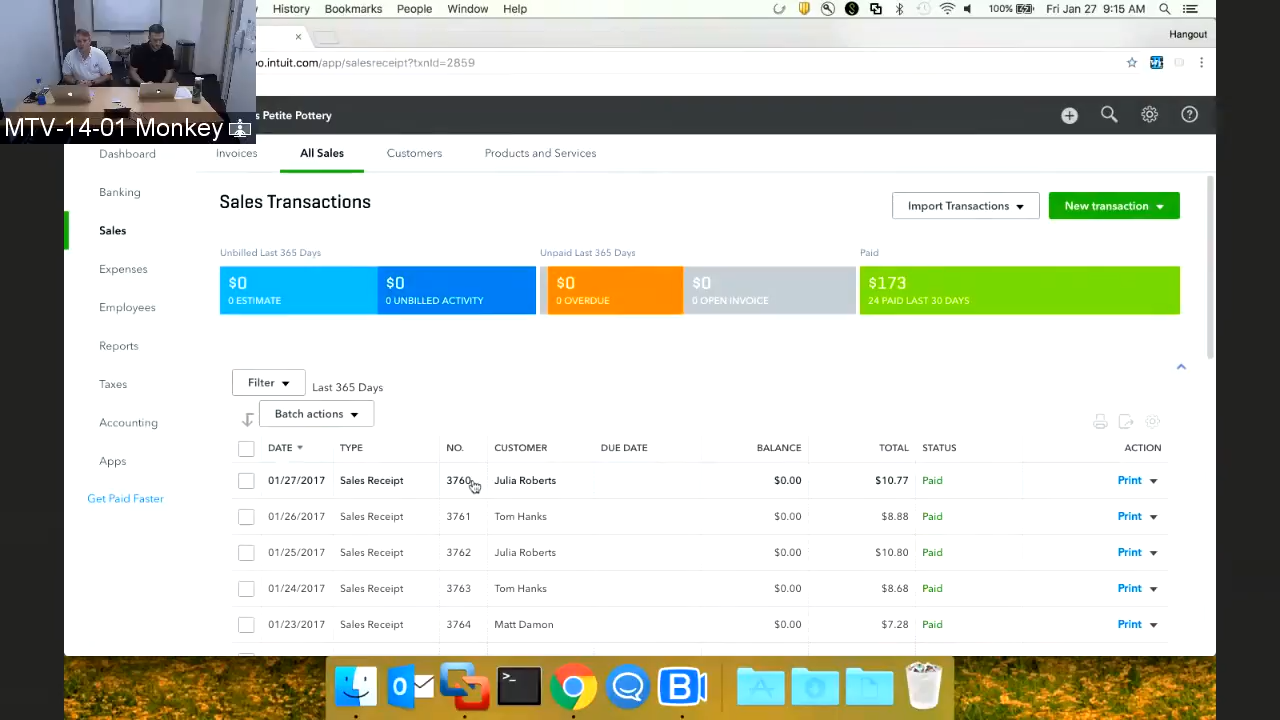 istory Bookmarks People Window Help 100% Fri Jan 27 9:15 AM
Hangout
oo.intuit.com/app/salesreceipt?txnId=2859
s Petite Pottery
MTV-14-01 Monkey
Dashboard Invoices All Sales Customers Products and Services
Banking
Sales
Expenses
Employees
Reports
Taxes
Accounting
Apps
Get Paid Faster
Sales Transactions Import Transactions New transaction
Unbilled Last 365 Days Unpaid Last 365 Days Paid
$0 $0 $0 $0 $173
0 ESTIMATE 0 UNBILLED ACTIVITY 0 OVERDUE 0 OPEN INVOICE 24 PAID LAST 30 DAYS
Filter Last 365 Days
Batch actions
DATE TYPE NO. CUSTOMER DUE DATE BALANCE TOTAL STATUS ACTION
01/27/2017 Sales Receipt 3760 Julia Roberts $0.00 $10.77 Paid Print
01/26/2017 Sales Receipt 3761 Tom Hanks $0.00 $8.88 Paid Print
01/25/2017 Sales Receipt 3762 Julia Roberts $0.00 $10.80 Paid Print
01/24/2017 Sales Receipt 3763 Tom Hanks $0.00 $8.68 Paid Print
01/23/2017 Sales Receipt 3764 Matt Damon $0.00 $7.28 Paid Print